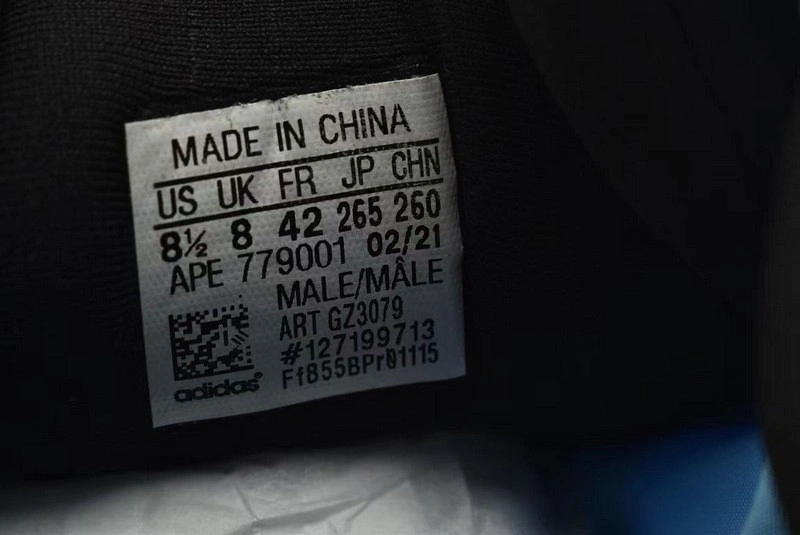 MADE IN CHINA
US UK FR JP CHN
8½ 8 42 265 260
APE 779001 02/21
MALE/MÂLE
ART GZ3079
#127199713
Ff855BPr01115
adidas®